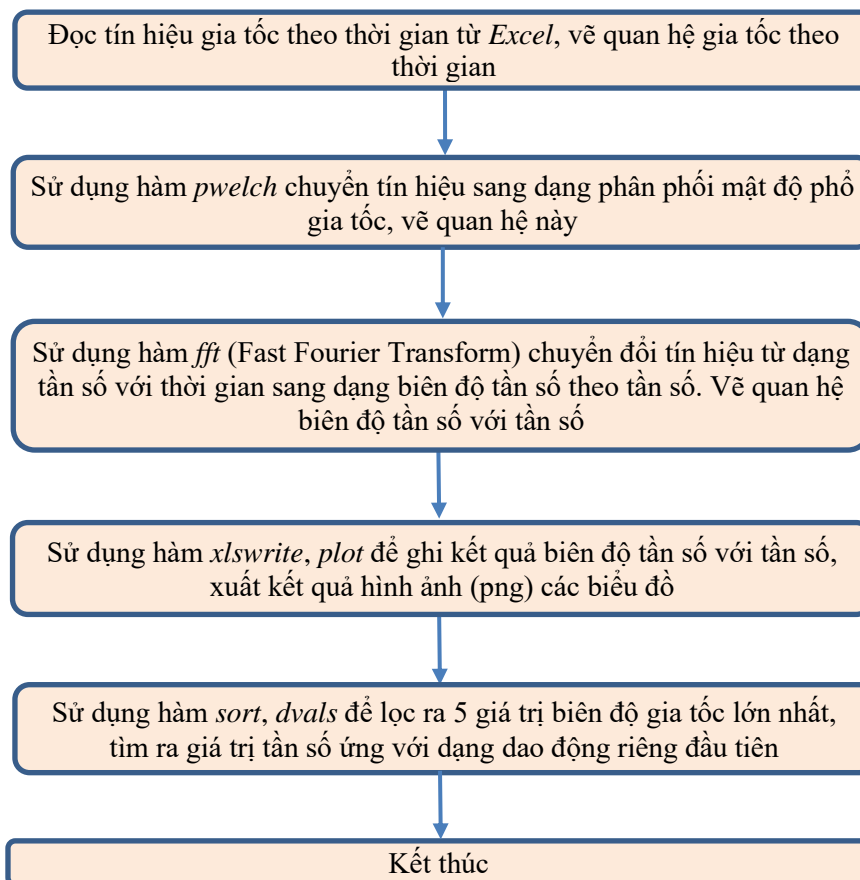 Đọc tín hiệu gia tốc theo thời gian từ Excel, vẽ quan hệ gia tốc theo
thời gian
Sử dụng hàm pwelch chuyển tín hiệu sang dạng phân phối mật độ phổ
gia tốc, vẽ quan hệ này
Sử dụng hàm fft (Fast Fourier Transform) chuyển đổi tín hiệu từ dạng
tần số với thời gian sang dạng biên độ tần số theo tần số. Vẽ quan hệ
biên độ tần số với tần số
Sử dụng hàm xlswrite, plot để ghi kết quả biên độ tần số với tần số,
xuất kết quả hình ảnh (png) các biểu đồ
Sử dụng hàm sort, dvals để lọc ra 5 giá trị biên độ gia tốc lớn nhất,
tìm ra giá trị tần số ứng với dạng dao động riêng đầu tiên
Kết thúc